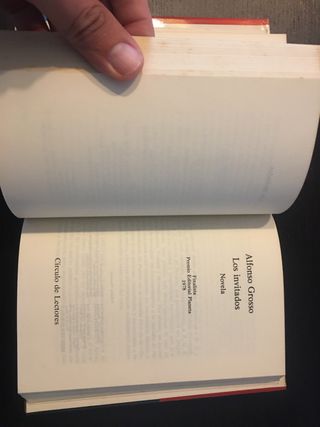 Alfonso Grosso
Los invitados
Novela
Finalista
Premio Editorial Planeta
1978
Círculo de Lectores